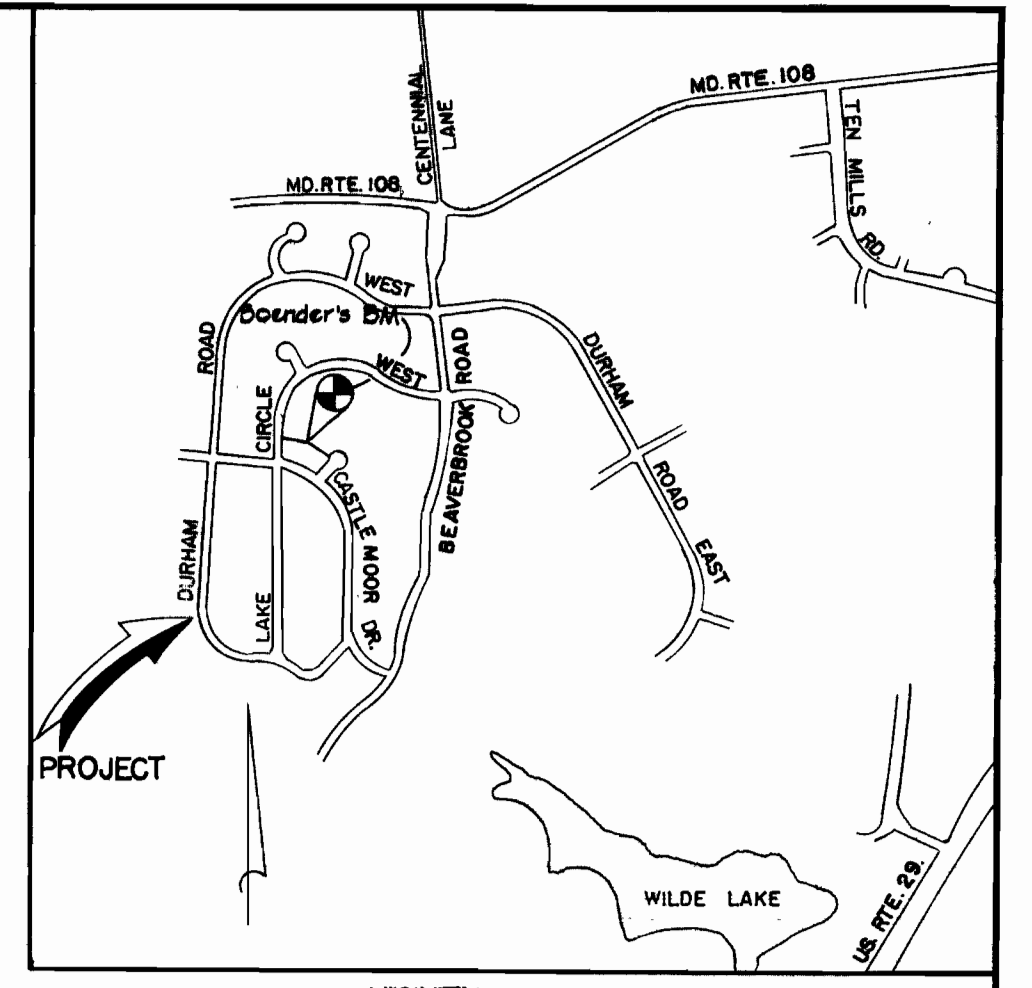 CENTENNIAL
LANE
MD. RTE. 108
MD. RTE. 108
TEN MILLS
RD.
WEST
Boender's BM
ROAD
WEST
ROAD
DURHAM
CIRCLE
BEAVERBROOK
CASTLE MOOR DR.
ROAD
EAST
DURHAM
LAKE
PROJECT
WILDE LAKE
US. RTE. 29.